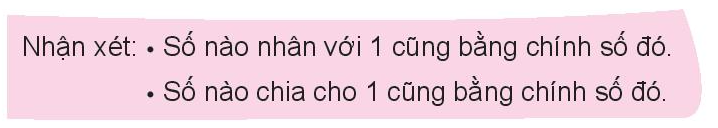 Nhận xét: • Số nào nhân với 1 cũng bằng chính số đó.
• Số nào chia cho 1 cũng bằng chính số đó.